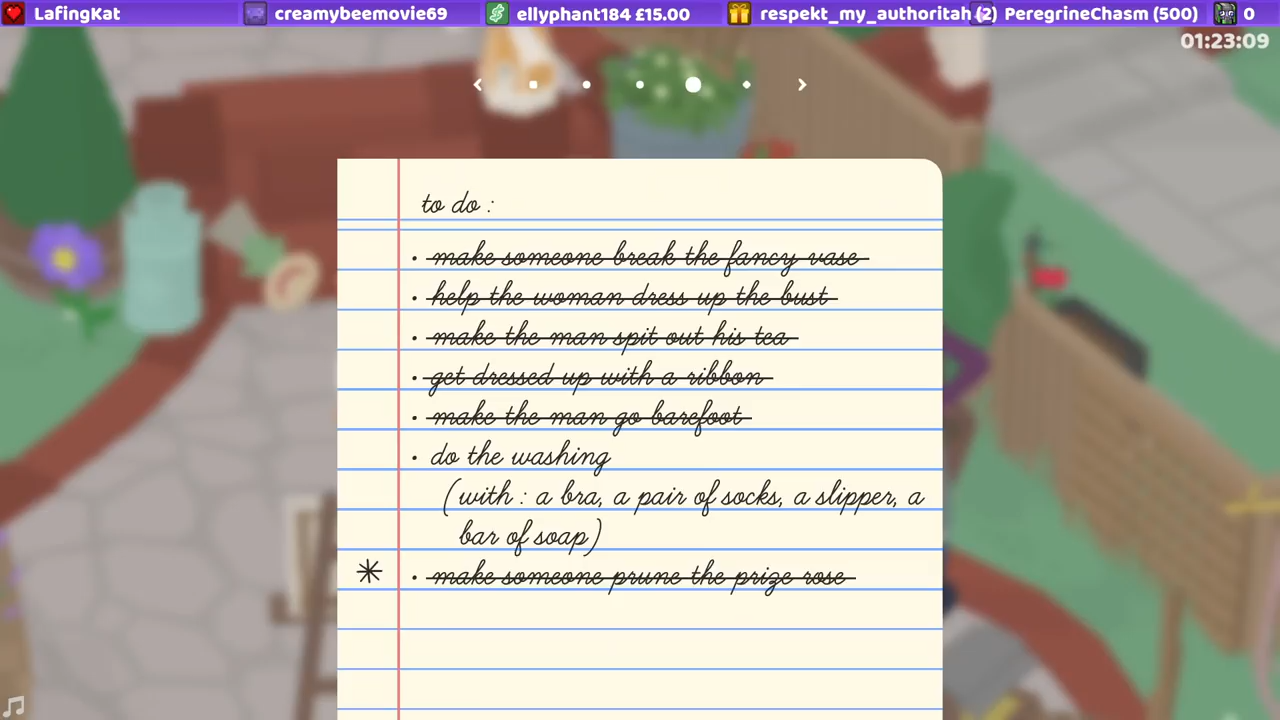 LafingKat creamybeemovie69 ellyphant184 £15.00 respekt_my_authoritah (2) PeregrineChasm (500) 0
01:23:09
to do :
• make someone break the fancy vase
• help the woman dress up the bust
• make the man spit out his tea
• get dressed up with a ribbon
• make the man go barefoot
• do the washing
(with : a bra, a pair of socks, a slipper, a
bar of soap)
* • make someone prune the prize rose